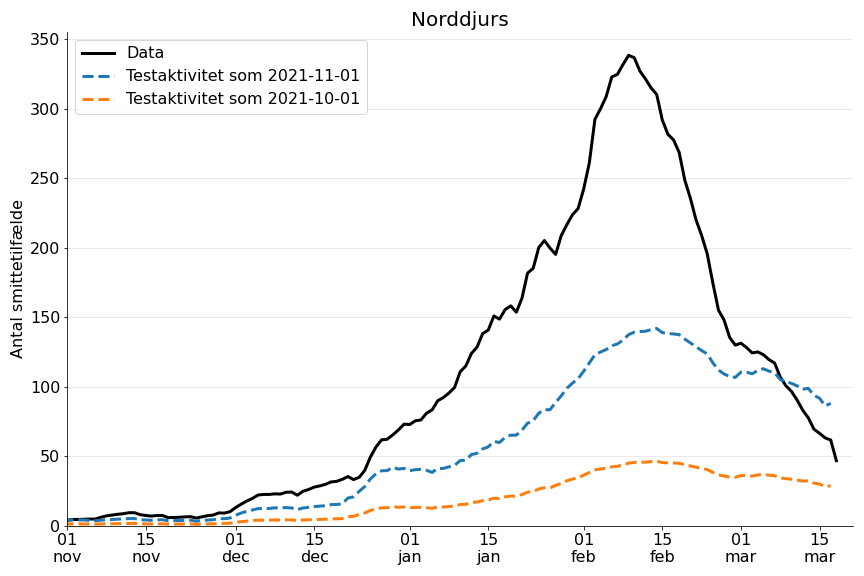 Norddjurs
Data
Testaktivitet som 2021-11-01
Testaktivitet som 2021-10-01
Antal smittetilfælde
350
300
250
200
150
100
50
0
01 15 01 15 01 15 01 15 01 15
nov nov dec dec jan jan feb feb mar mar